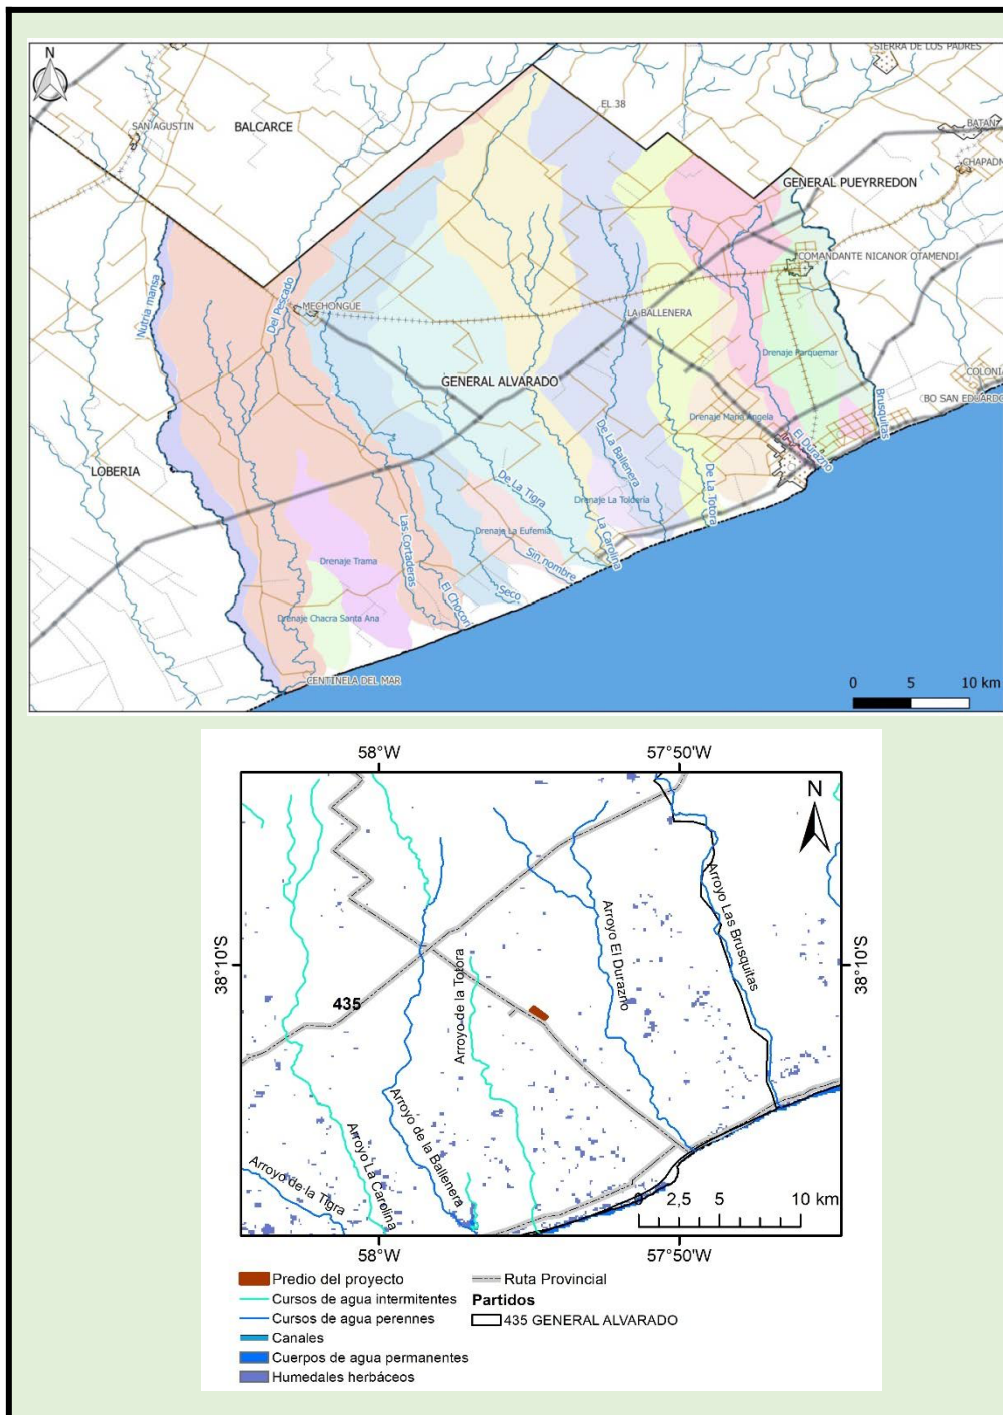 N
SIERRA DE LOS PADRES
EL 38
SAN AGUSTIN
BALCARCE
BATAN
CHAPADM
GENERAL PUEYRREDON
COMANDANTE NICANOR OTAMENDI
Nutria mansa
Del Pescado
MECHONGUE
LA BALLENERA
Drenaje Parquemar
GENERAL ALVARADO
COLONIA
BO SAN EDUARDO
Brusquitas
Drenaje Maria Angela
El Durazno
LOBERIA
De La Ballenera
De La Tigra
De La Totora
Drenaje La Toldería
Las Cortaderas
Drenaje La Eufemia
La Carolina
Drenaje Trama
Sin nombre
El Chocori
Seco
Drenaje Chacra Santa Ana
CENTINELA DEL MAR
0 5 10 km
58°W 57°50'W
N
Arroyo Las Brusquitas
Arroyo El Durazno
38°10'S 38°10'S
Arroyo de la Totora
435
Arroyo de la Ballenera
Arroyo La Carolina
Arroyo de la Tigra
0 2,5 5 10 km
58°W 57°50'W
Predio del proyecto
Ruta Provincial
Cursos de agua intermitentes
Partidos
Cursos de agua perennes
435 GENERAL ALVARADO
Canales
Cuerpos de agua permanentes
Humedales herbáceos